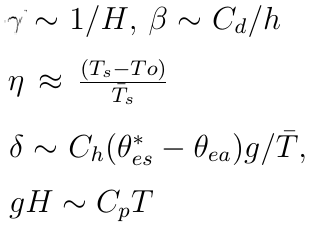 γ ∼ 1/H, β ∼ C_d/h
η ≈ (T_s−To)/T̄_s
δ ∼ C_h(θ*_es − θ_ea)g/T̄,
gH ∼ C_pT